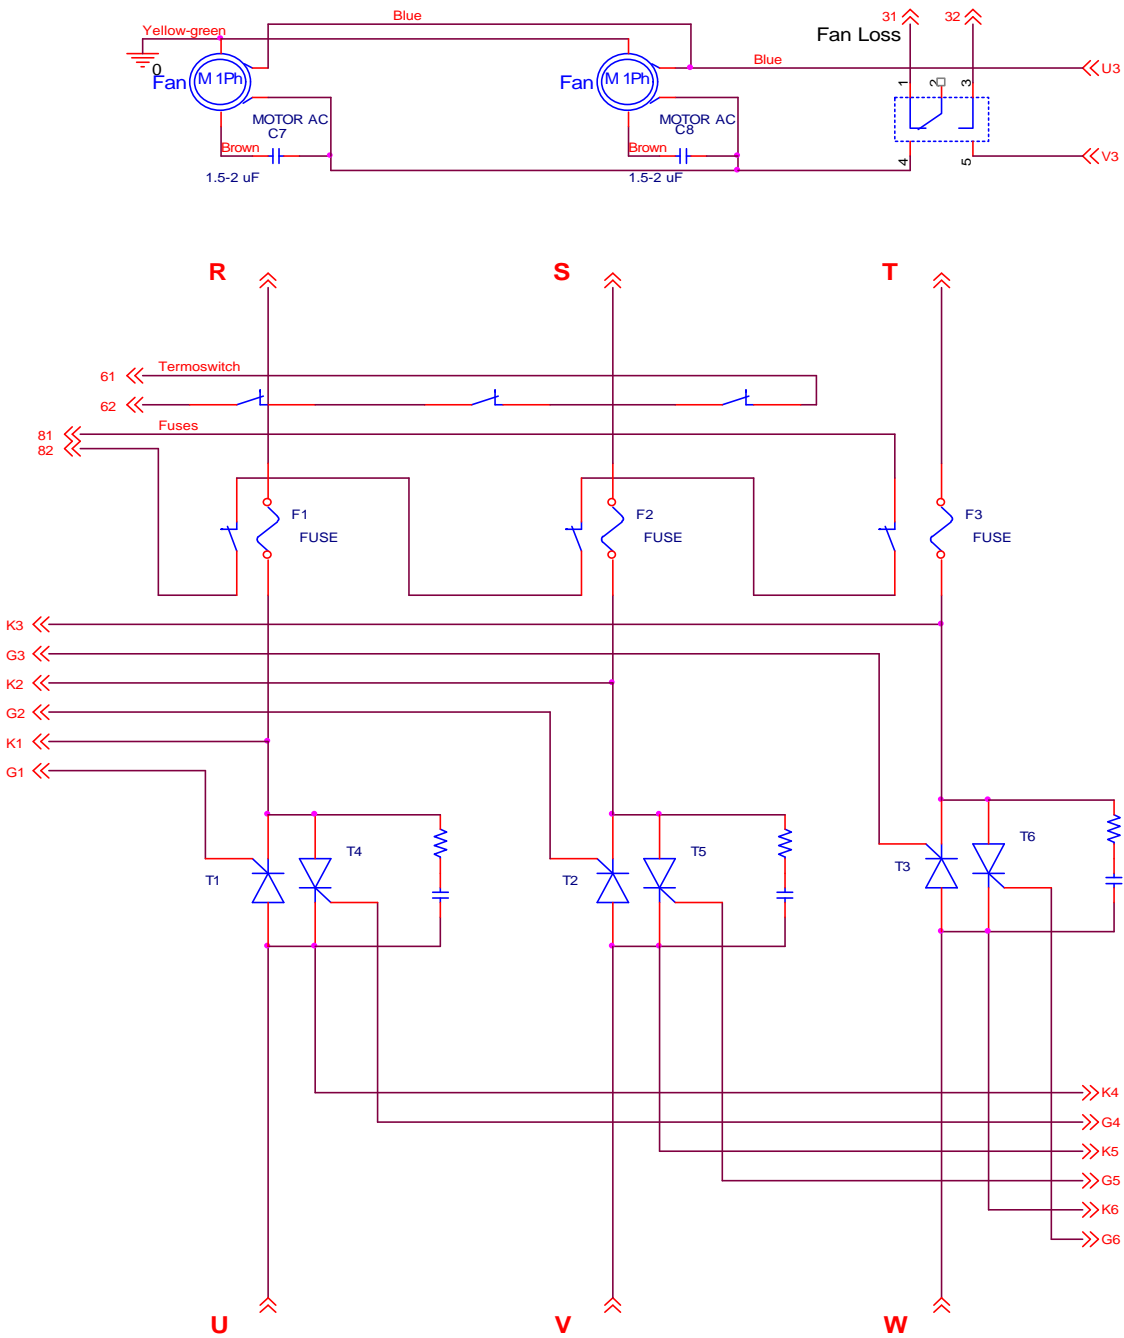 Blue
31
32
Yellow-green
Fan Loss
Blue
U3
0
Fan
M 1Ph
Fan
M 1Ph
1
2
3
MOTOR AC
C7
MOTOR AC
C8
Brown
Brown
4
5
V3
1.5-2 uF
1.5-2 uF
R
S
T
Termoswitch
61
62
Fuses
81
82
F1
FUSE
F2
FUSE
F3
FUSE
K3
G3
K2
G2
K1
G1
T4
T5
T6
T1
T2
T3
K4
G4
K5
G5
K6
G6
U
V
W